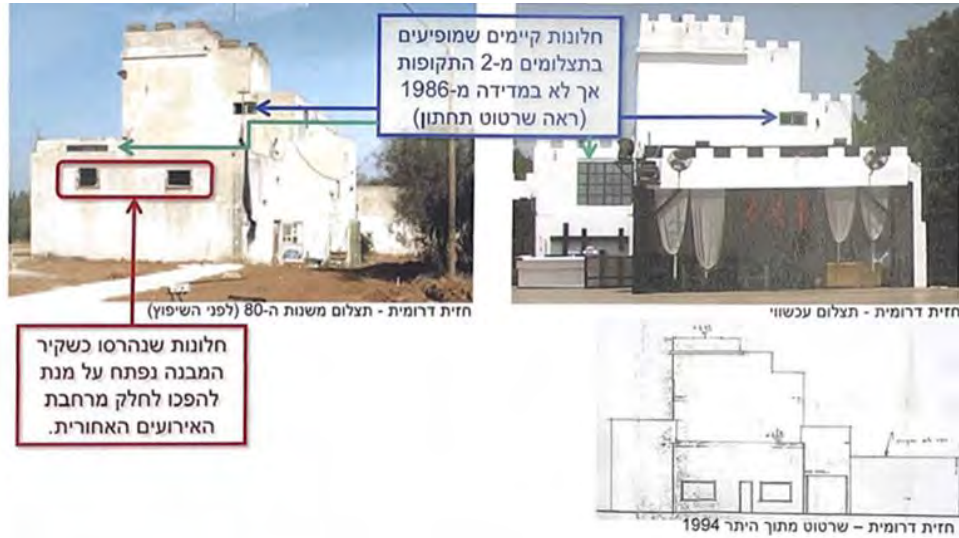 חלונות קיימים שמופיעים
בתצלומים מ-2 התקופות
אך לא במדידה מ-1986
(ראה שרטוט תחתון)
חזית דרומית - תצלום משנות ה-80 (לפני השיפוץ)
חזית דרומית - תצלום עכשווי
חלונות שנהרסו כשקיר
המבנה נפתח על מנת
להפכו לחלק מרחבת
האירועים האחורית.
חזית דרומית – שרטוט מתוך היתר 1994